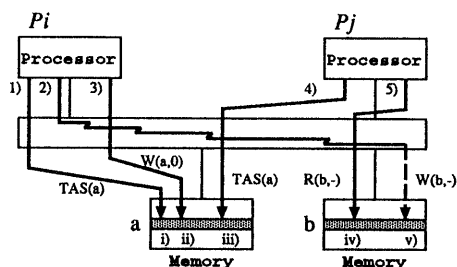 Pi Pj
Processor Processor
1) 2) 3) 4) 5)
W(a,0)
TAS(a) TAS(a) R(b,-) W(b,-)
a b
i) ii) iii) iv) v)
Memory Memory